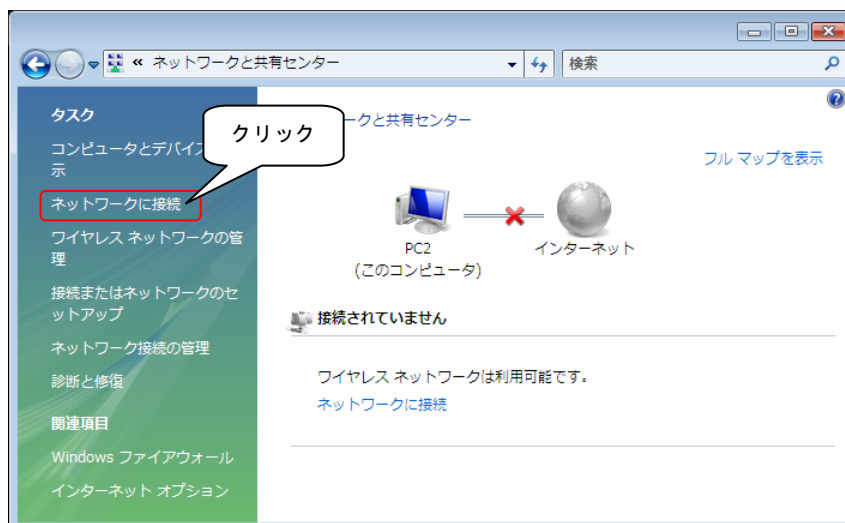 « ネットワークと共有センター
検索
タスク
コンピュータとデバイス
示
ネットワークに接続
ワイヤレス ネットワークの管
理
接続またはネットワークのセ
ットアップ
ネットワーク接続の管理
診断と修復
関連項目
Windows ファイアウォール
インターネット オプション
クリック
ークと共有センター
フル マップを表示
PC2
(このコンピュータ)
インターネット
接続されていません
ワイヤレス ネットワークは利用可能です。
ネットワークに接続